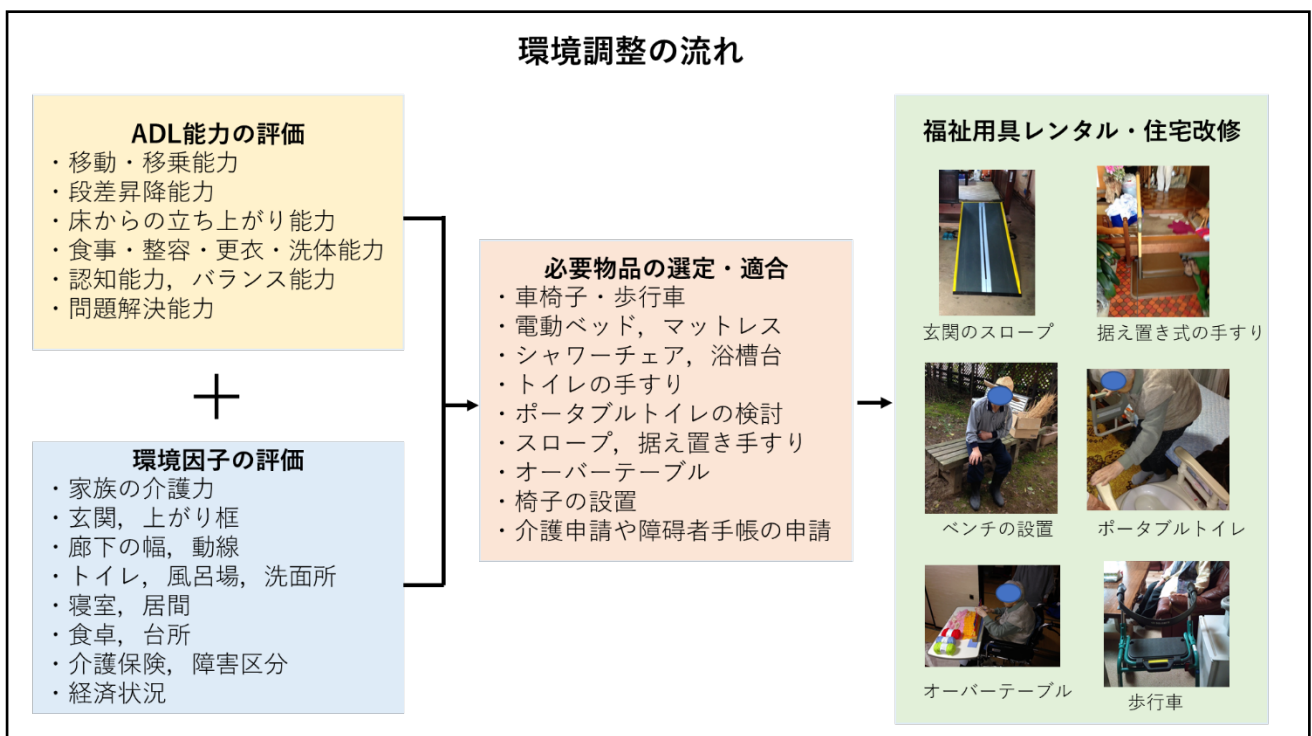 環境調整の流れ
ADL能力の評価
・移動・移乗能力
・段差昇降能力
・床からの立ち上がり能力
・食事・整容・更衣・洗体能力
・認知能力，バランス能力
・問題解決能力
＋
環境因子の評価
・家族の介護力
・玄関，上がり框
・廊下の幅，動線
・トイレ，風呂場，洗面所
・寝室，居間
・食卓，台所
・介護保険，障害区分
・経済状況
必要物品の選定・適合
・車椅子・歩行車
・電動ベッド，マットレス
・シャワーチェア，浴槽台
・トイレの手すり
・ポータブルトイレの検討
・スロープ，据え置き手すり
・オーバーテーブル
・椅子の設置
・介護申請や障碍者手帳の申請
福祉用具レンタル・住宅改修
玄関のスロープ
据え置き式の手すり
ベンチの設置
ポータブルトイレ
オーバーテーブル
歩行車